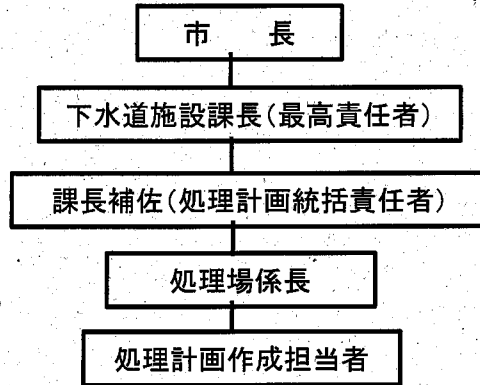 市　長
下水道施設課長（最高責任者）
課長補佐（処理計画統括責任者）
処理場係長
処理計画作成担当者